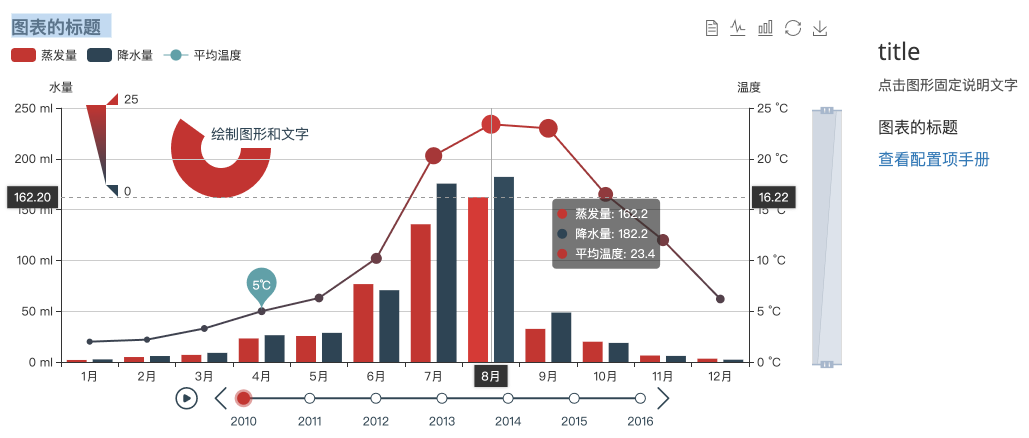 图表的标题
蒸发量 降水量 平均温度
水量
温度
25
0
绘制图形和文字
250 ml
200 ml
150 ml
100 ml
50 ml
0 ml
162.20
25 °C
20 °C
15 °C
10 °C
5 °C
0 °C
16.22
5℃
蒸发量: 162.2
降水量: 182.2
平均温度: 23.4
1月 2月 3月 4月 5月 6月 7月 8月 9月 10月 11月 12月
2010 2011 2012 2013 2014 2015 2016
title
点击图形固定说明文字
图表的标题
查看配置项手册